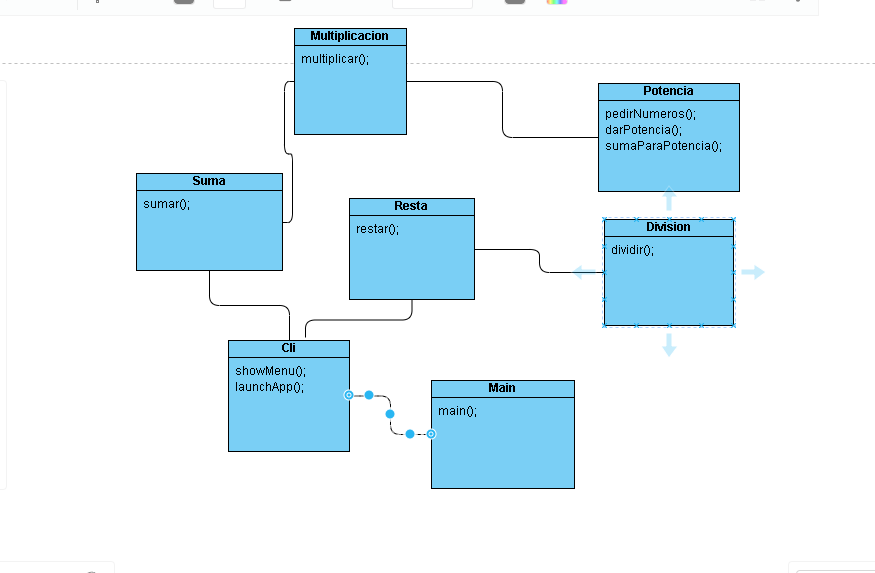 Multiplicacion
multiplicar();
Potencia
pedirNumeros();
darPotencia();
sumaParaPotencia();
Suma
sumar();
Resta
restar();
Division
dividir();
Cli
showMenu();
launchApp();
Main
main();